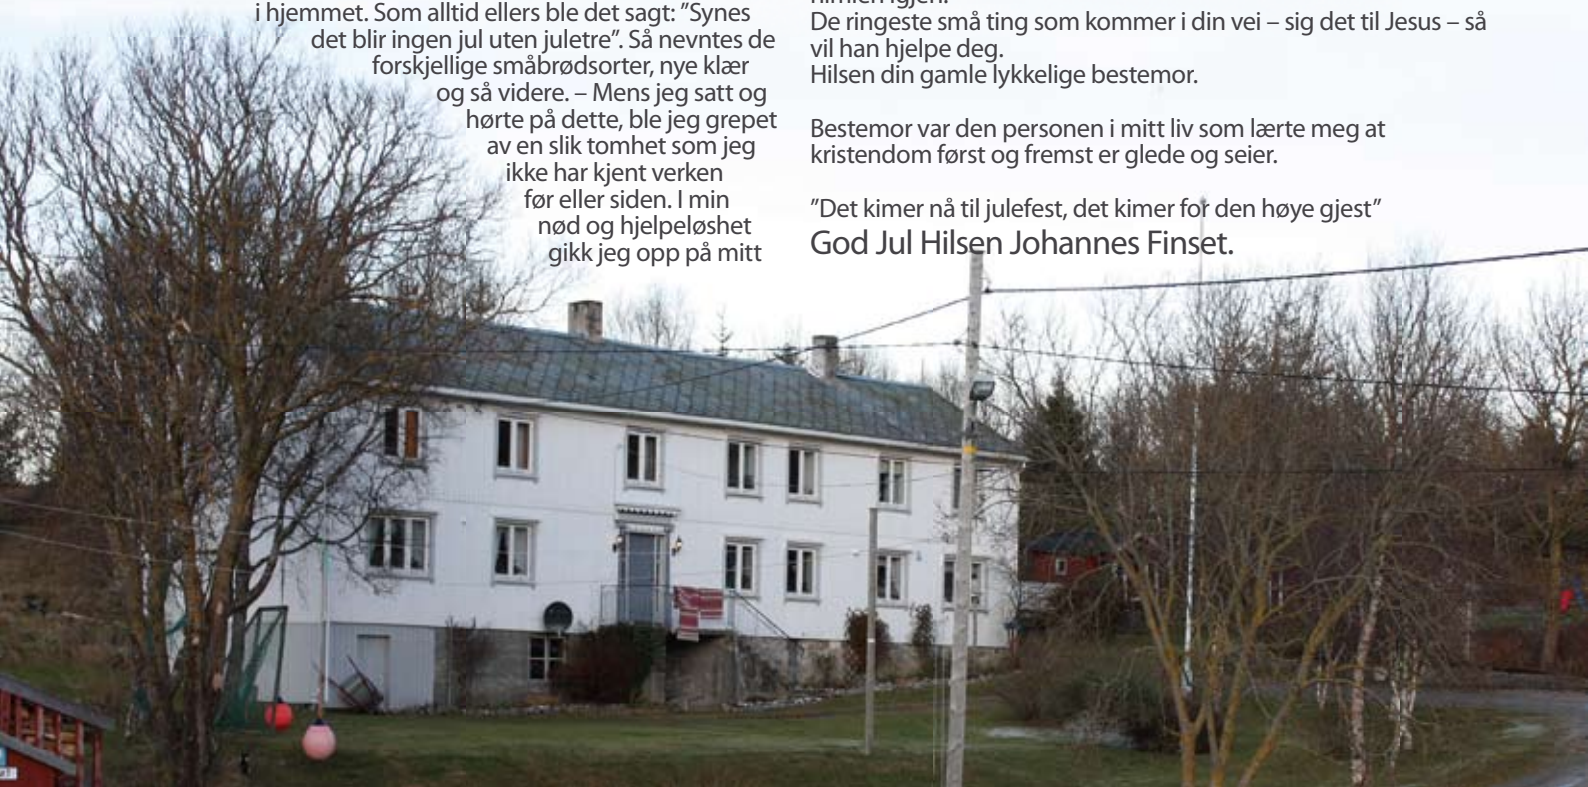 i hjemmet. Som alltid ellers ble det sagt: ”Synes
det blir ingen jul uten juletre”. Så nevntes de
forskjellige småbrødsorter, nye klær
og så videre. – Mens jeg satt og
hørte på dette, ble jeg grepet
av en slik tomhet som jeg
ikke har kjent verken
før eller siden. I min
nød og hjelpeløshet
gikk jeg opp på mitt
himlen igjen.
De ringeste små ting som kommer i din vei – sig det til Jesus – så
vil han hjelpe deg.
Hilsen din gamle lykkelige bestemor.
Bestemor var den personen i mitt liv som lærte meg at
kristendom først og fremst er glede og seier.
”Det kimer nå til julefest, det kimer for den høye gjest”
God Jul Hilsen Johannes Finset.